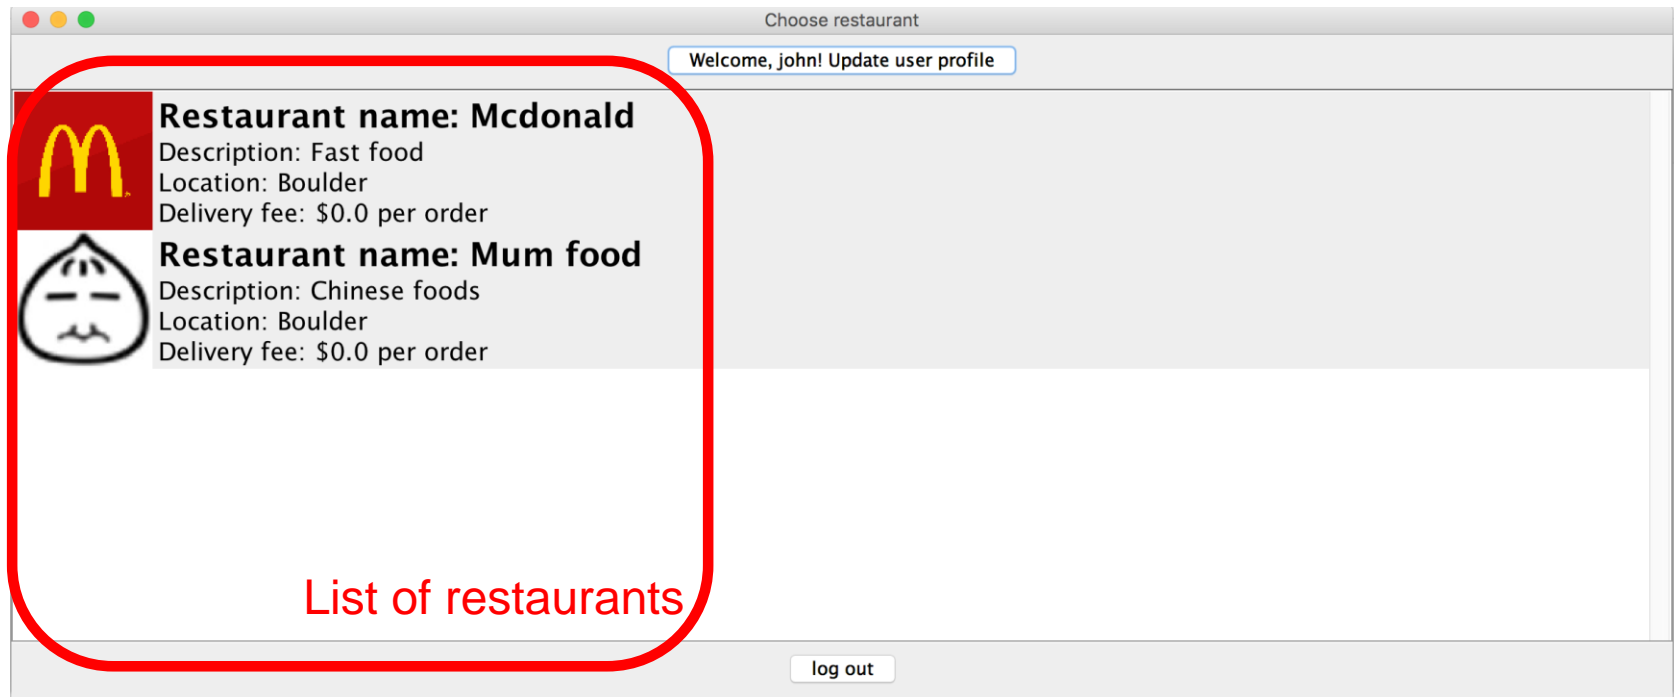 Choose restaurant
Welcome, john! Update user profile
Restaurant name: Mcdonald
Description: Fast food
Location: Boulder
Delivery fee: $0.0 per order
Restaurant name: Mum food
Description: Chinese foods
Location: Boulder
Delivery fee: $0.0 per order
List of restaurants
log out